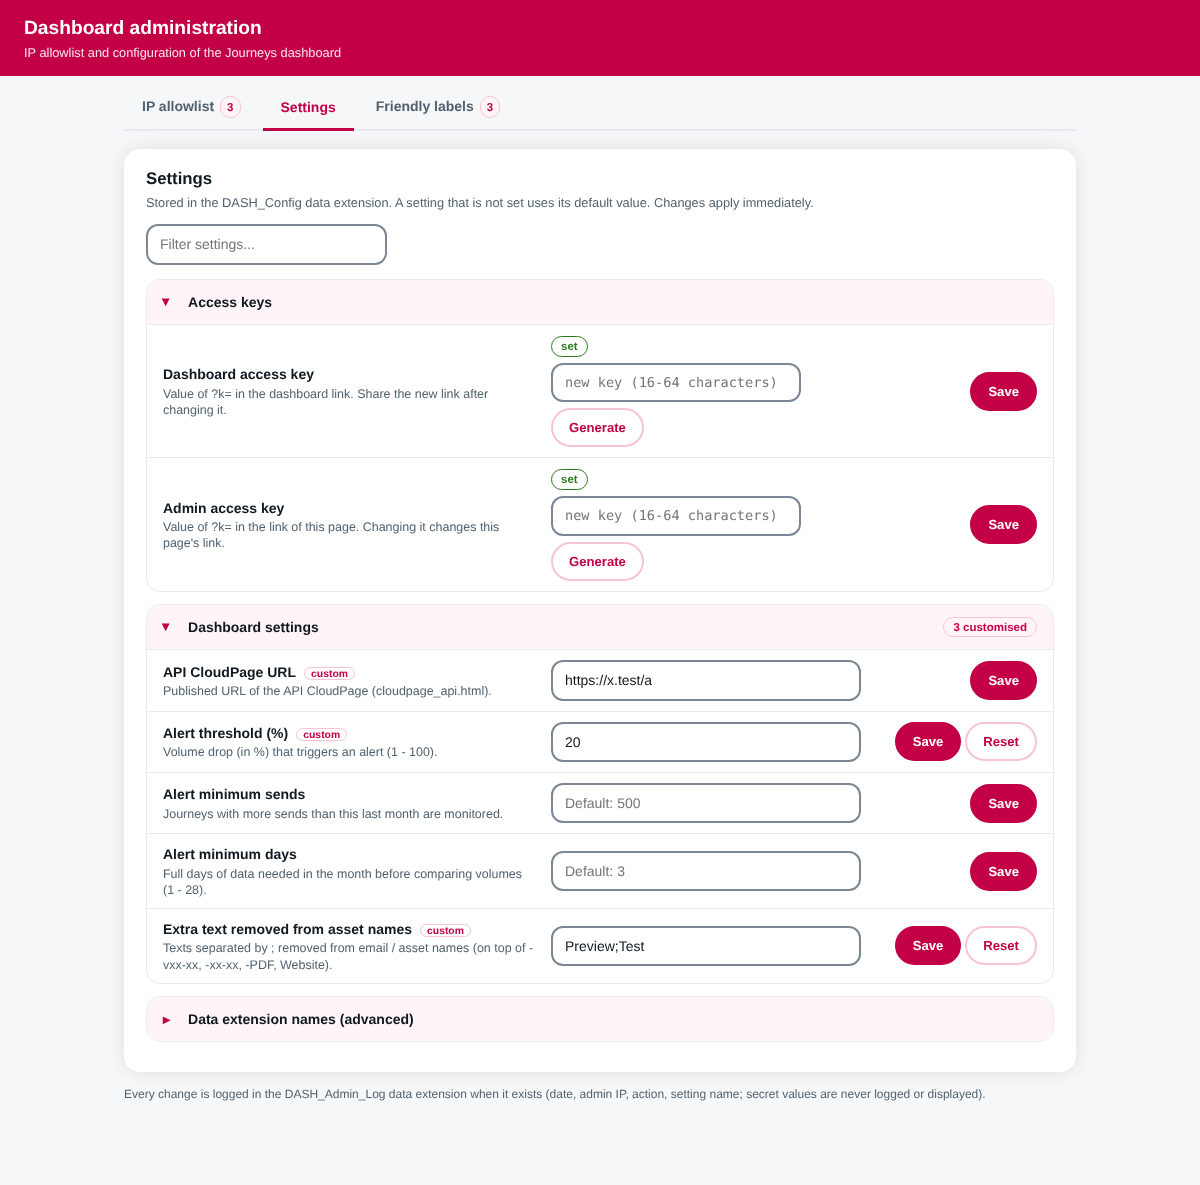 Dashboard administration
IP allowlist and configuration of the Journeys dashboard
IP allowlist 3 Settings Friendly labels 3
Settings
Stored in the DASH_Config data extension. A setting that is not set uses its default value. Changes apply immediately.
Filter settings...
Access keys
set
Dashboard access key
Value of ?k= in the dashboard link. Share the new link after
changing it.
new key (16-64 characters)
Generate
Save
set
Admin access key
Value of ?k= in the link of this page. Changing it changes this
page's link.
new key (16-64 characters)
Generate
Save
Dashboard settings 3 customised
API CloudPage URL custom
Published URL of the API CloudPage (cloudpage_api.html).
https://x.test/a
Save
Alert threshold (%) custom
Volume drop (in %) that triggers an alert (1 - 100).
20
Save Reset
Alert minimum sends
Journeys with more sends than this last month are monitored.
Default: 500
Save
Alert minimum days
Full days of data needed in the month before comparing volumes
(1 - 28).
Default: 3
Save
Extra text removed from asset names custom
Texts separated by ; removed from email / asset names (on top of -
vxx-xx, -xx-xx, -PDF, Website).
Preview;Test
Save Reset
Data extension names (advanced)
Every change is logged in the DASH_Admin_Log data extension when it exists (date, admin IP, action, setting name; secret values are never logged or displayed).